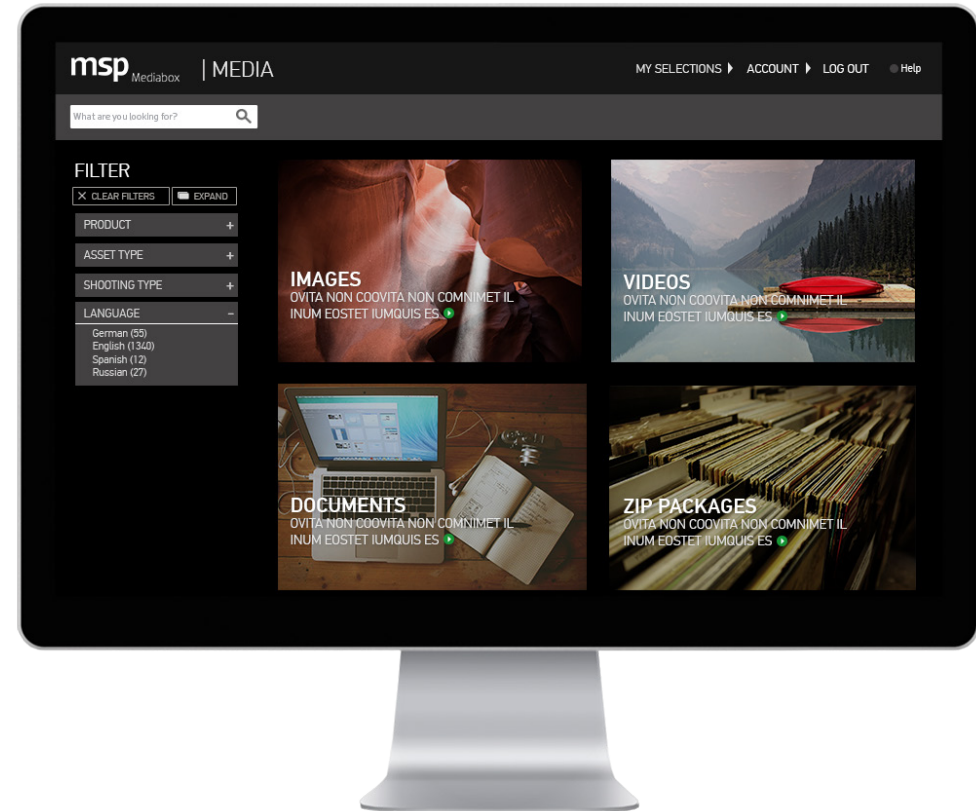 msp Mediabox | MEDIA
MY SELECTIONS ACCOUNT LOG OUT Help
What are you looking for?
FILTER
CLEAR FILTERS EXPAND
PRODUCT +
ASSET TYPE +
SHOOTING TYPE +
LANGUAGE -
German (55)
English (1340)
Spanish (12)
Russian (27)
IMAGES
OVITA NON COOVITA NON COMNIMET IL
INUM EOSTET IUMQUIS ES
VIDEOS
OVITA NON COOVITA NON COMNIMET IL
INUM EOSTET IUMQUIS ES
DOCUMENTS
OVITA NON COOVITA NON COMNIMET IL
INUM EOSTET IUMQUIS ES
ZIP PACKAGES
OVITA NON COOVITA NON COMNIMET IL
INUM EOSTET IUMQUIS ES